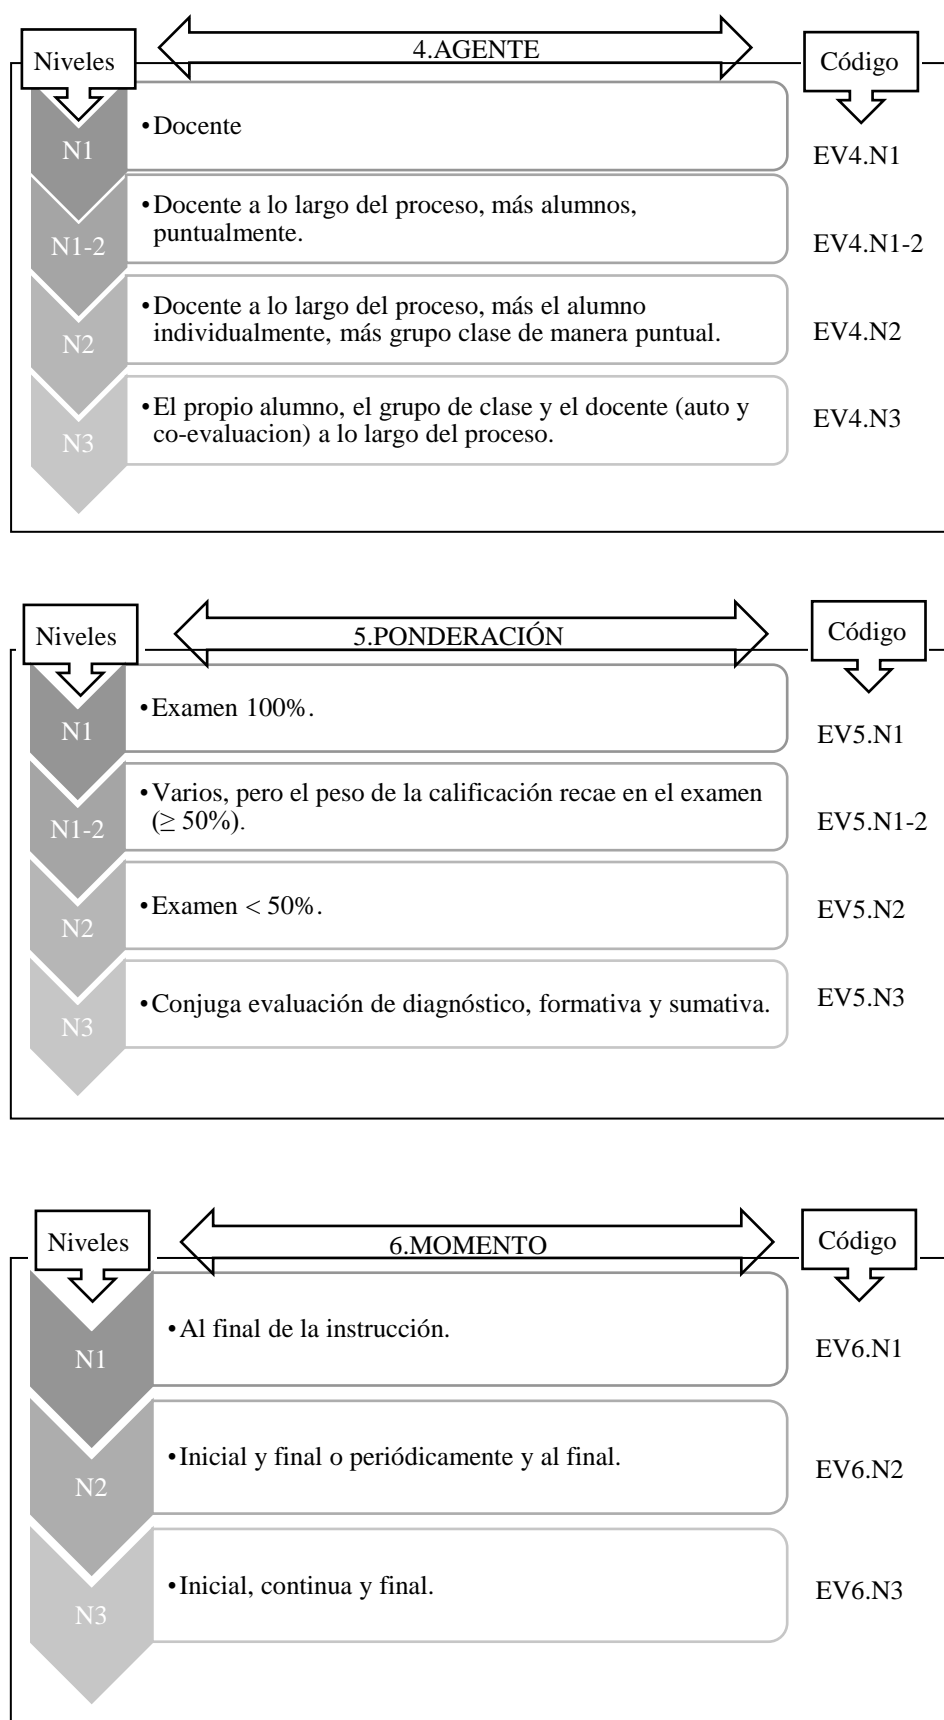 Niveles
4.AGENTE
Código
N1
•Docente
EV4.N1
N1-2
•Docente a lo largo del proceso, más alumnos,
puntualmente.
EV4.N1-2
N2
•Docente a lo largo del proceso, más el alumno
individualmente, más grupo clase de manera puntual.
EV4.N2
N3
•El propio alumno, el grupo de clase y el docente (auto y
co-evaluacion) a lo largo del proceso.
EV4.N3
Niveles
5.PONDERACIÓN
Código
N1
•Examen 100%.
EV5.N1
N1-2
•Varios, pero el peso de la calificación recae en el examen
(≥ 50%).
EV5.N1-2
N2
•Examen < 50%.
EV5.N2
N3
•Conjuga evaluación de diagnóstico, formativa y sumativa.
EV5.N3
Niveles
6.MOMENTO
Código
N1
•Al final de la instrucción.
EV6.N1
N2
•Inicial y final o periódicamente y al final.
EV6.N2
N3
•Inicial, continua y final.
EV6.N3